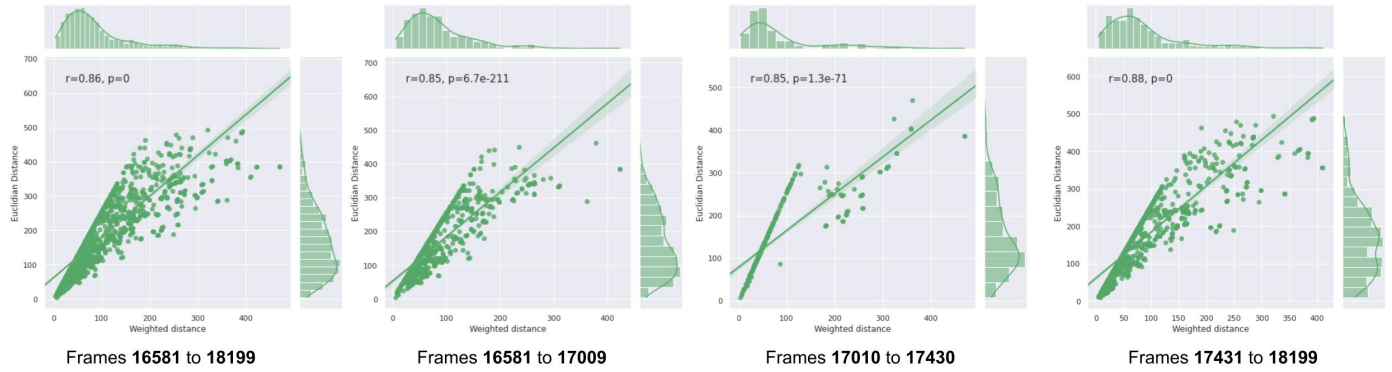 r=0.86, p=0
700
600
500
400
300
200
100
0
Euclidian Distance
0 100 200 300 400
Weighted distance
Frames 16581 to 18199
r=0.85, p=6.7e-211
700
600
500
400
300
200
100
0
Euclidian Distance
0 100 200 300 400
Weighted distance
Frames 16581 to 17009
r=0.85, p=1.3e-71
500
400
300
200
100
0
Euclidian Distance
0 100 200 300 400
Weighted distance
Frames 17010 to 17430
r=0.88, p=0
600
500
400
300
200
100
0
Euclidian Distance
0 50 100 150 200 250 300 350 400
Weighted distance
Frames 17431 to 18199